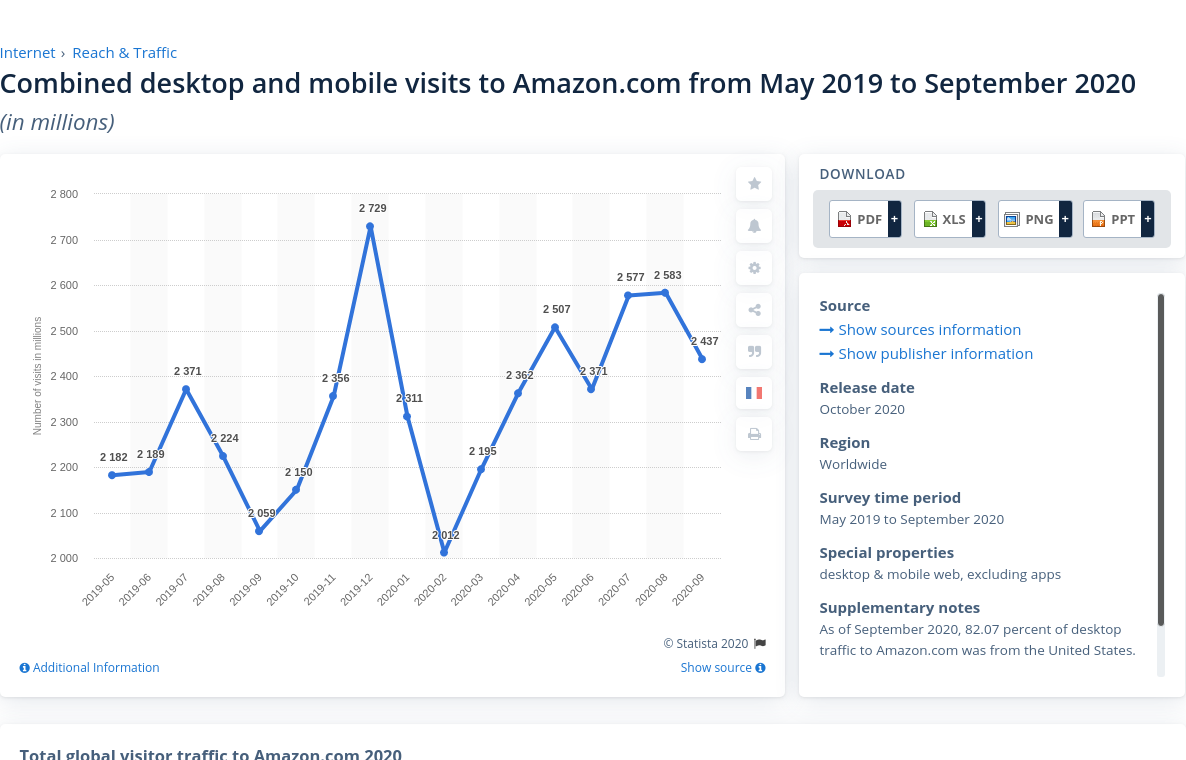 Internet › Reach & Traffic
Combined desktop and mobile visits to Amazon.com from May 2019 to September 2020
(in millions)
Number of visits in millions
2 800
2 700
2 600
2 500
2 400
2 300
2 200
2 100
2 000
2 182
2 189
2 371
2 224
2 059
2 150
2 356
2 729
2 311
2 012
2 195
2 362
2 507
2 371
2 577
2 583
2 437
2019-05
2019-06
2019-07
2019-08
2019-09
2019-10
2019-11
2019-12
2020-01
2020-02
2020-03
2020-04
2020-05
2020-06
2020-07
2020-08
2020-09
© Statista 2020
Additional Information
Show source
DOWNLOAD
PDF +
XLS +
PNG +
PPT +
Source
Show sources information
Show publisher information
Release date
October 2020
Region
Worldwide
Survey time period
May 2019 to September 2020
Special properties
desktop & mobile web, excluding apps
Supplementary notes
As of September 2020, 82.07 percent of desktop
traffic to Amazon.com was from the United States.
Total global visitor traffic to Amazon.com 2020